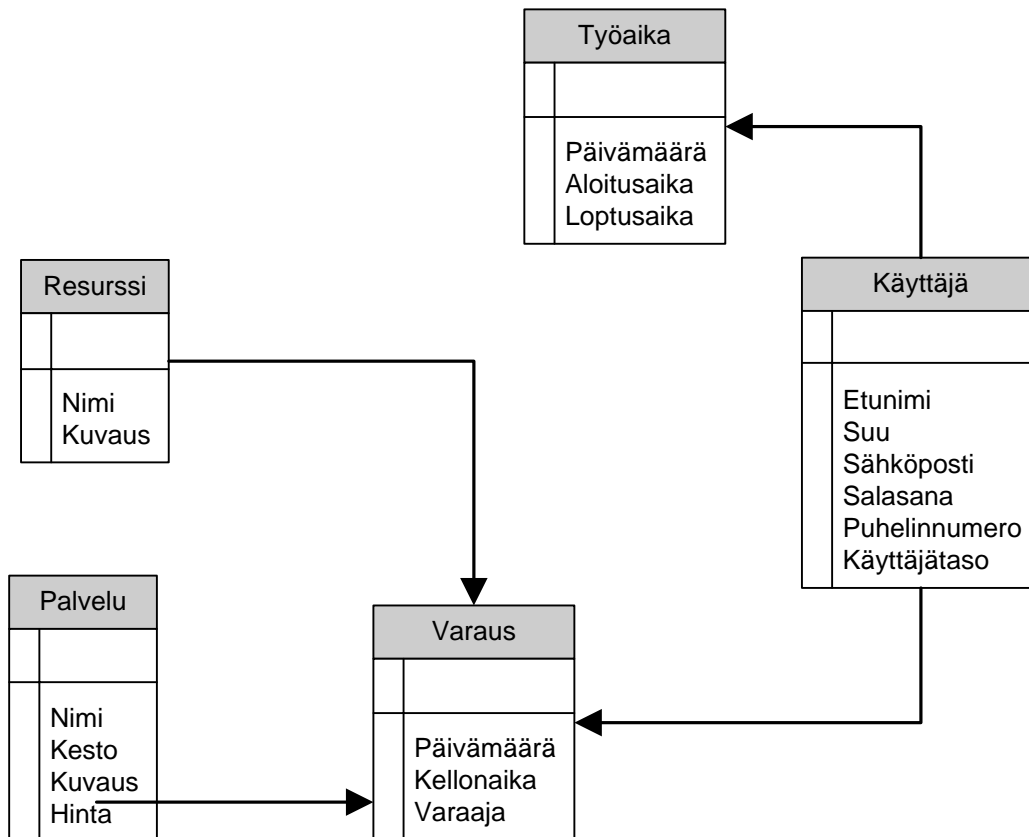 Työaika
Päivämäärä
Aloitusaika
Loptusaika
Resurssi
Nimi
Kuvaus
Käyttäjä
Etunimi
Suu
Sähköposti
Salasana
Puhelinnumero
Käyttäjätaso
Palvelu
Nimi
Kesto
Kuvaus
Hinta
Varaus
Päivämäärä
Kellonaika
Varaaja